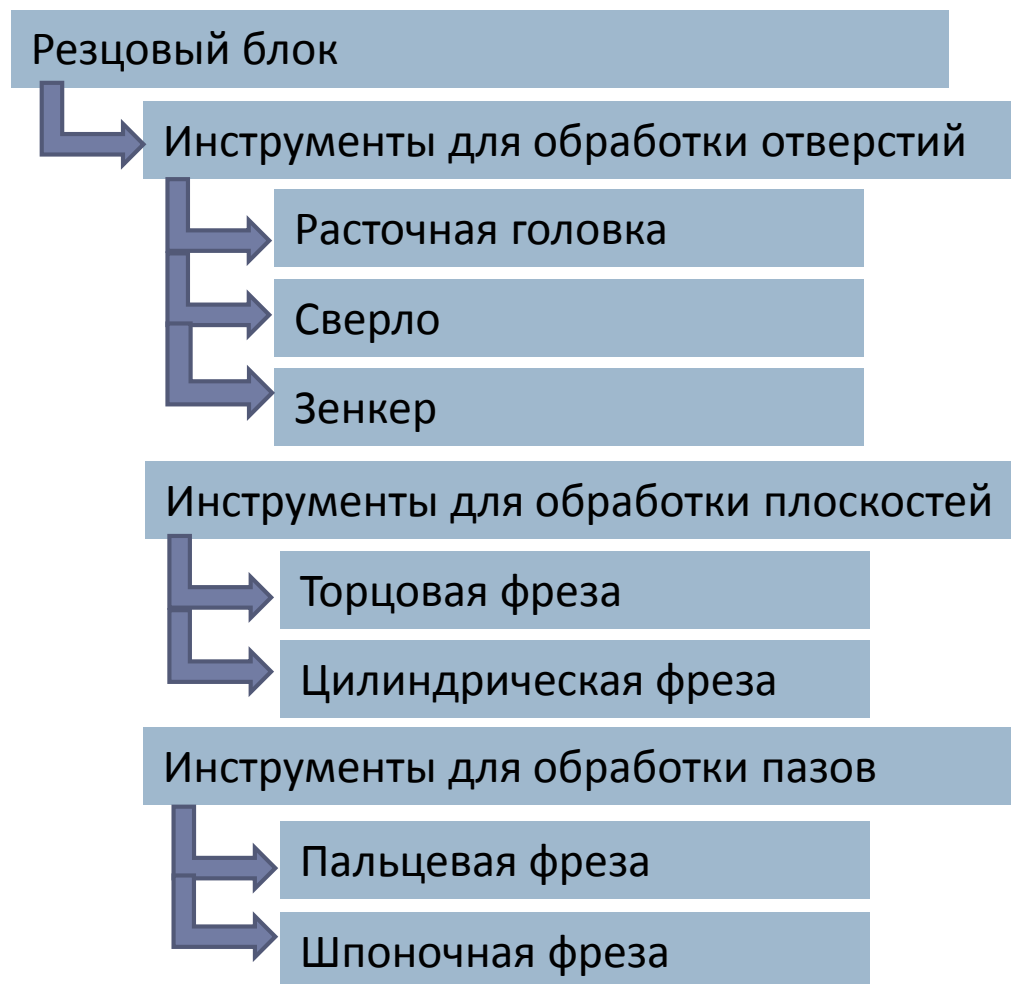 Резцовый блок
Инструменты для обработки отверстий
Расточная головка
Сверло
Зенкер
Инструменты для обработки плоскостей
Торцовая фреза
Цилиндрическая фреза
Инструменты для обработки пазов
Пальцевая фреза
Шпоночная фреза